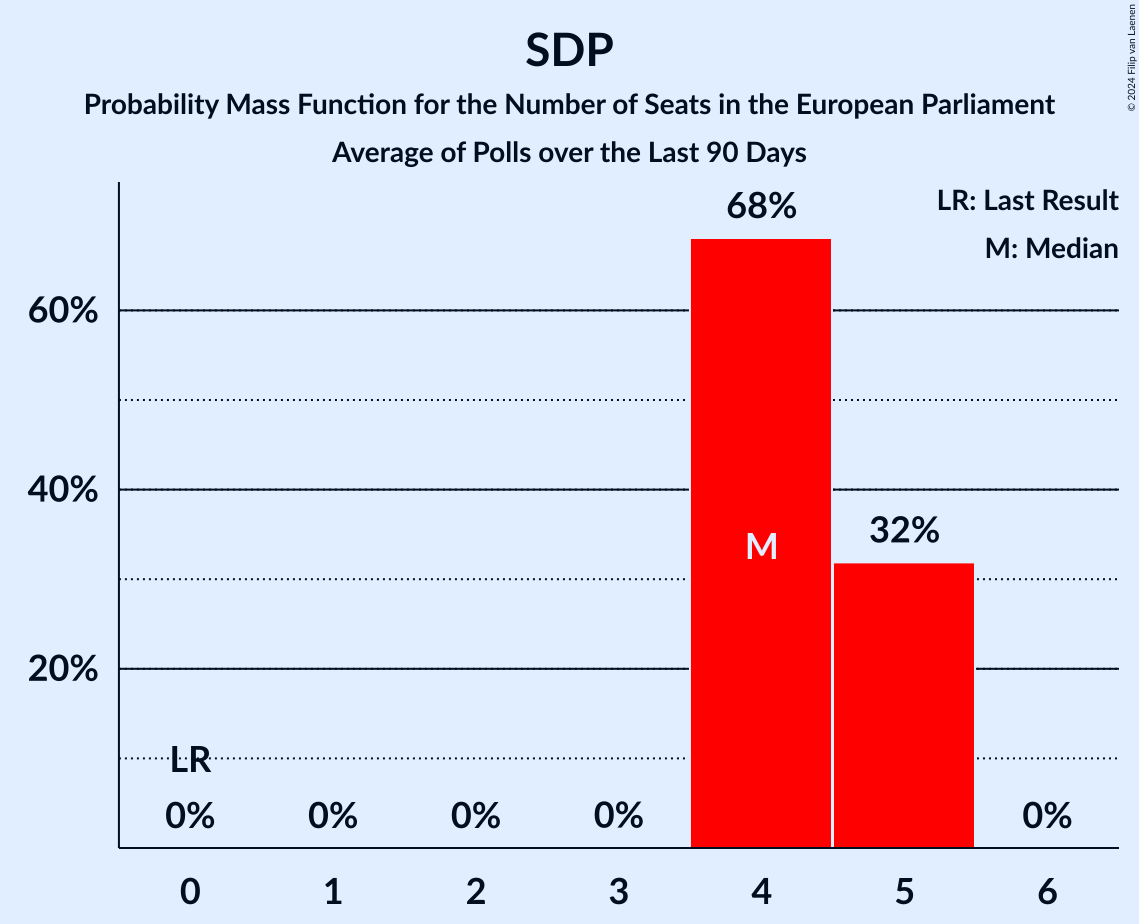 SDP
Probability Mass Function for the Number of Seats in the European Parliament
Average of Polls over the Last 90 Days
© 2024 Filip van Laenen
LR: Last Result
M: Median
68%
60%
40%
32%
M
20%
LR
0% 0% 0% 0% 0%
0 1 2 3 4 5 6